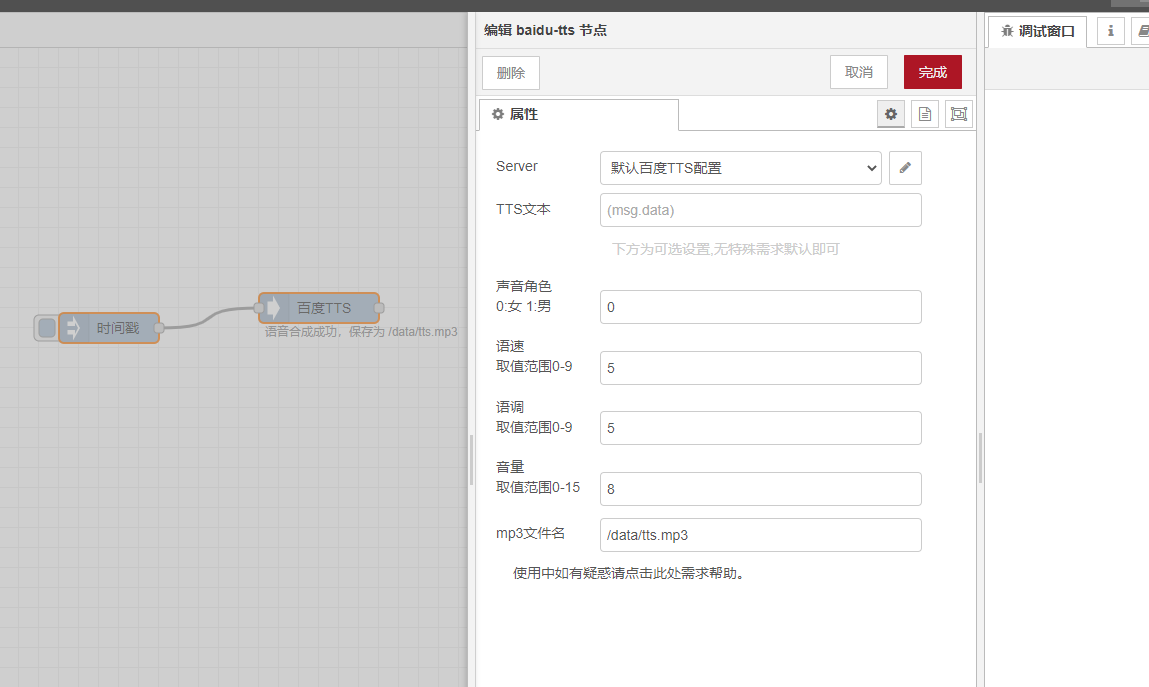 编辑 baidu-tts 节点
调试窗口
删除
取消
完成
属性
Server
默认百度TTS配置
TTS文本
(msg.data)
下方为可选设置,无特殊需求默认即可
声音角色
0:女 1:男
0
语速
取值范围0-9
5
语调
取值范围0-9
5
音量
取值范围0-15
8
mp3文件名
/data/tts.mp3
使用中如有疑惑请点击此处需求帮助。
时间戳
百度TTS
语音合成成功，保存为 /data/tts.mp3